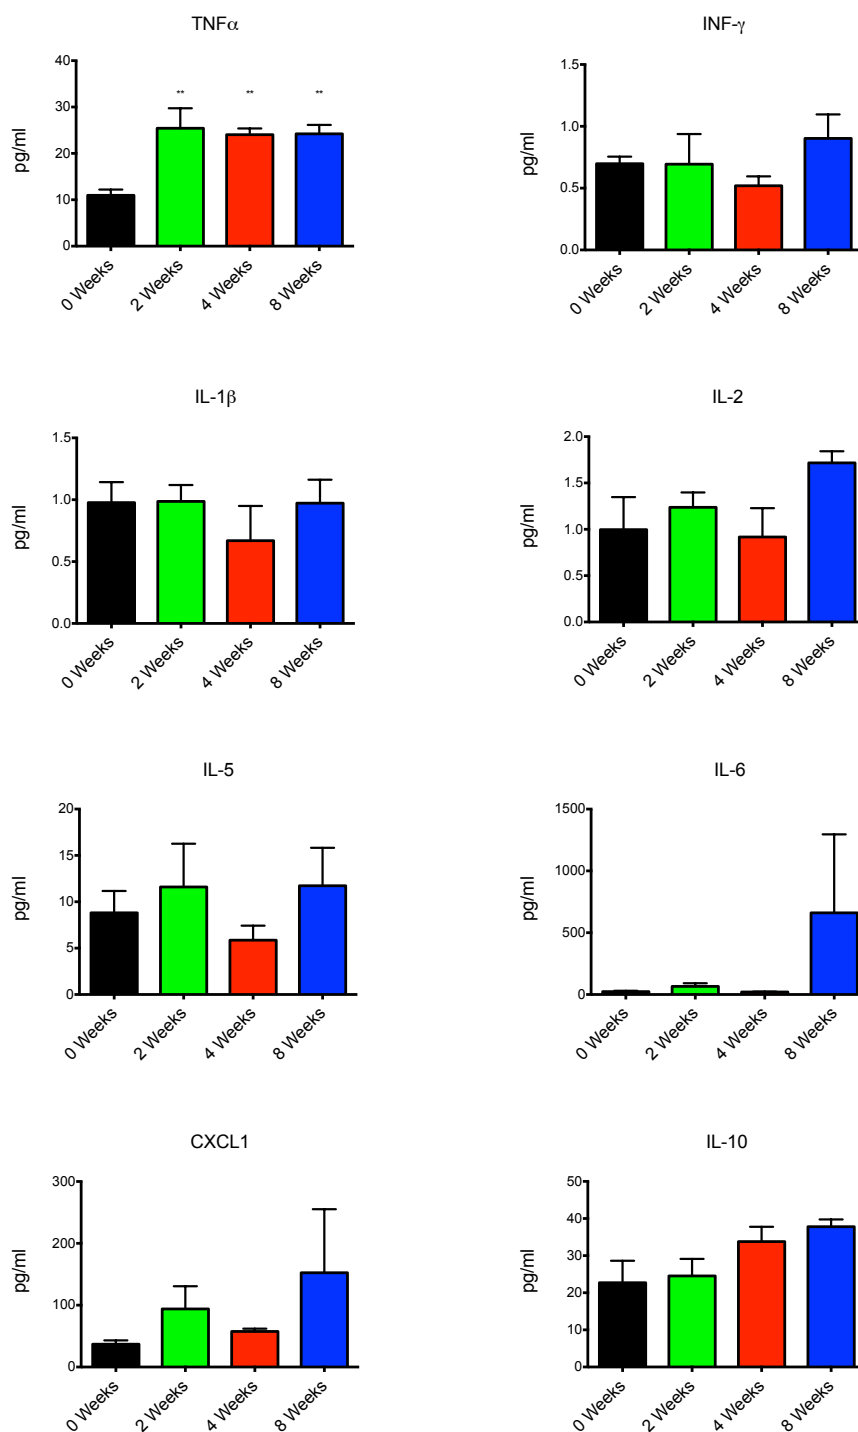 TNFα
pg/ml
40
30
20
10
0
** ** **
0 Weeks
2 Weeks
4 Weeks
8 Weeks
INF-γ
pg/ml
1.5
1.0
0.5
0.0
0 Weeks
2 Weeks
4 Weeks
8 Weeks
IL-1β
pg/ml
1.5
1.0
0.5
0.0
0 Weeks
2 Weeks
4 Weeks
8 Weeks
IL-2
pg/ml
2.0
1.5
1.0
0.5
0.0
0 Weeks
2 Weeks
4 Weeks
8 Weeks
IL-5
pg/ml
20
15
10
5
0
0 Weeks
2 Weeks
4 Weeks
8 Weeks
IL-6
pg/ml
1500
1000
500
0
0 Weeks
2 Weeks
4 Weeks
8 Weeks
CXCL1
pg/ml
300
200
100
0
0 Weeks
2 Weeks
4 Weeks
8 Weeks
IL-10
pg/ml
50
40
30
20
10
0
0 Weeks
2 Weeks
4 Weeks
8 Weeks